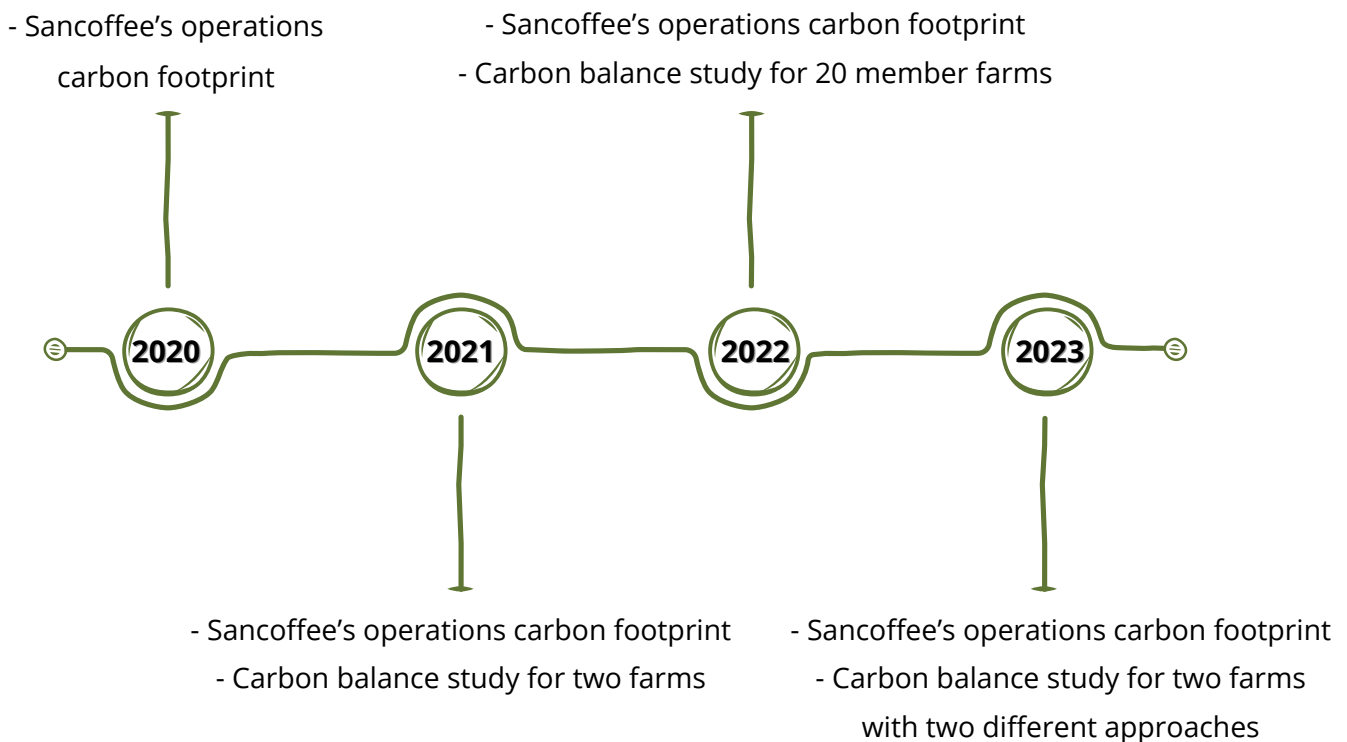 - Sancoffee’s operations
carbon footprint
- Sancoffee’s operations carbon footprint
- Carbon balance study for 20 member farms
2020
2021
2022
2023
- Sancoffee’s operations carbon footprint
- Carbon balance study for two farms
- Sancoffee’s operations carbon footprint
- Carbon balance study for two farms
with two different approaches